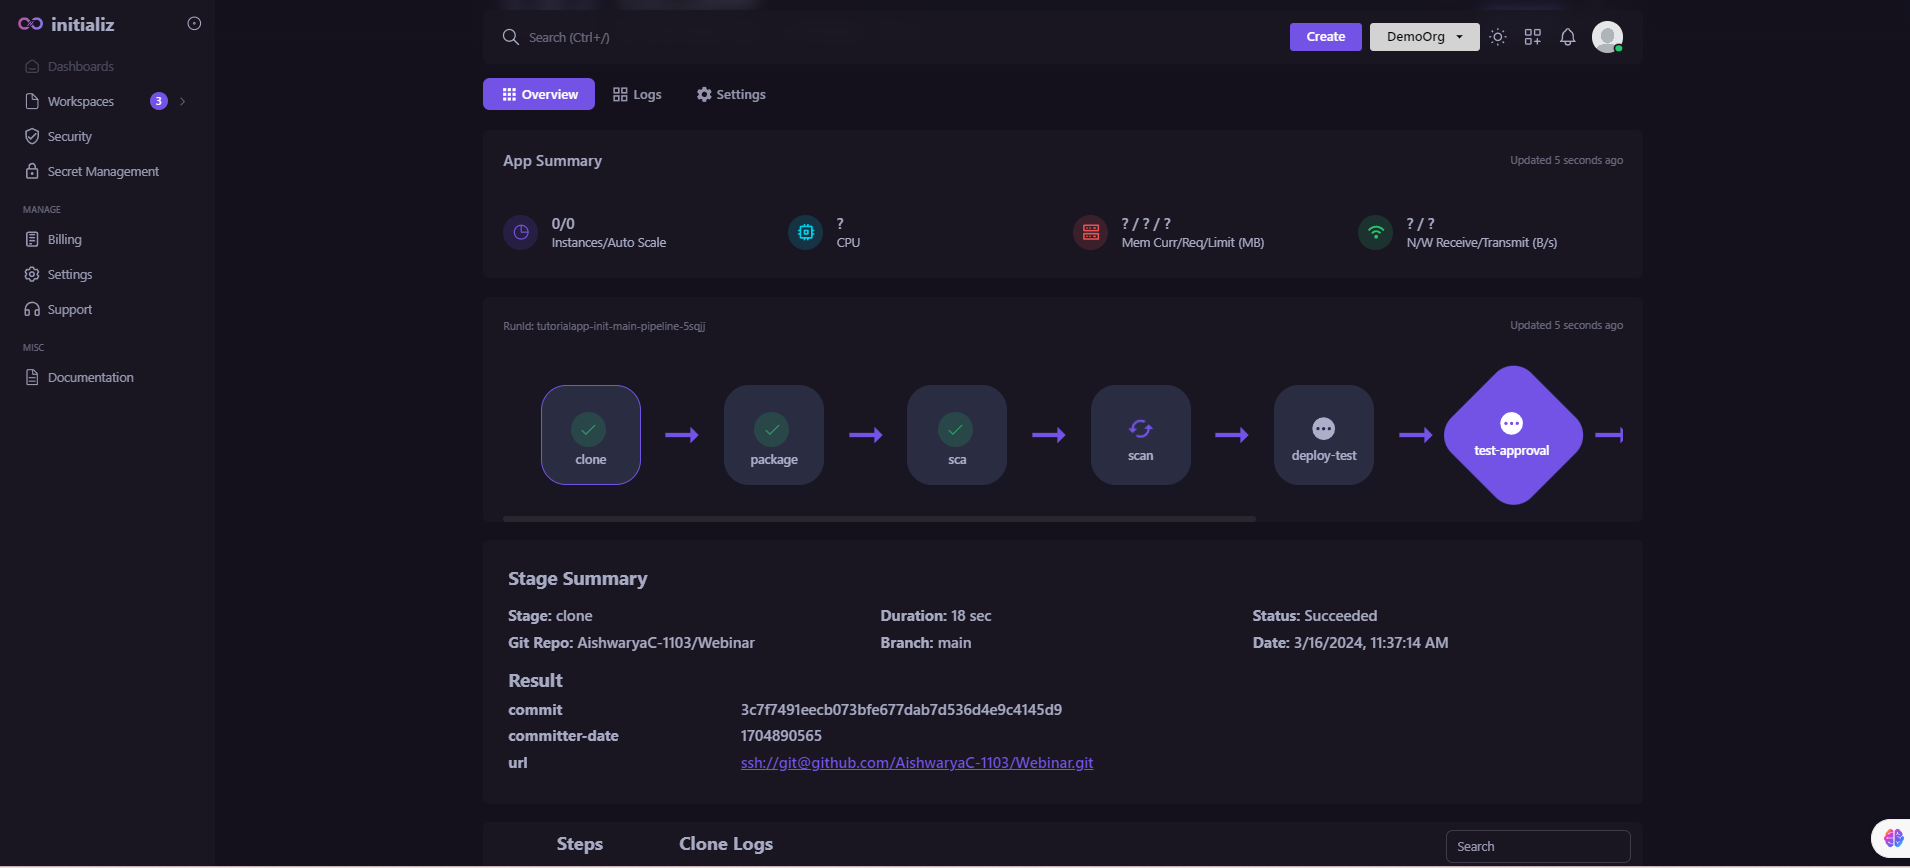 initializ
Search (Ctrl+/)
Create
DemoOrg
Dashboards
Workspaces 3
Security
Secret Management
MANAGE
Billing
Settings
Support
MISC
Documentation
Overview
Logs
Settings
App Summary
Updated 5 seconds ago
0/0
Instances/Auto Scale
?
CPU
? / ? / ?
Mem Curr/Req/Limit (MB)
? / ?
N/W Receive/Transmit (B/s)
RunId: tutorialapp-init-main-pipeline-5sqjj
Updated 5 seconds ago
clone
package
sca
scan
deploy-test
test-approval
Stage Summary
Stage: clone
Duration: 18 sec
Status: Succeeded
Git Repo: AishwaryaC-1103/Webinar
Branch: main
Date: 3/16/2024, 11:37:14 AM
Result
commit 3c7f7491eecb073bfe677dab7d536d4e9c4145d9
committer-date 1704890565
url ssh://git@github.com/AishwaryaC-1103/Webinar.git
Steps
Clone Logs
Search